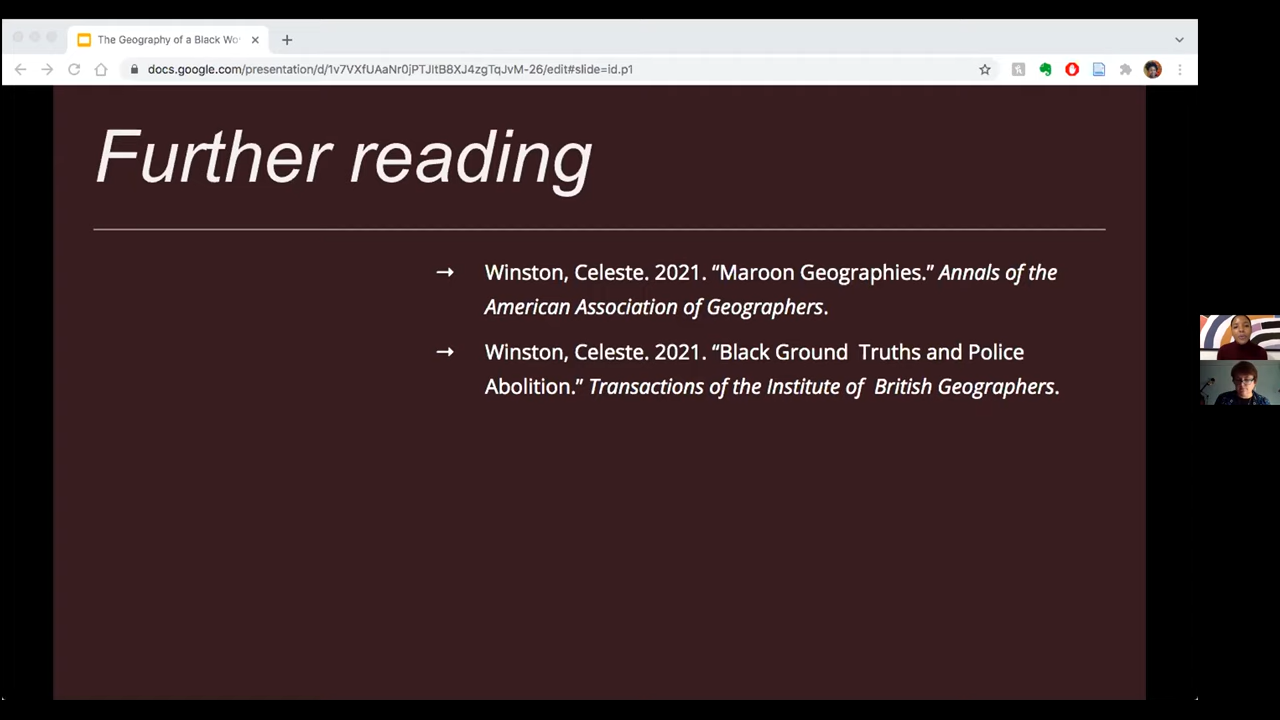 The Geography of a Black Wo
docs.google.com/presentation/d/1v7VXfUAaNr0jPTJItB8XJ4zgTqJvM-26/edit#slide=id.p1
Further reading
→ Winston, Celeste. 2021. “Maroon Geographies.” Annals of the
American Association of Geographers.
→ Winston, Celeste. 2021. “Black Ground  Truths and Police
Abolition.” Transactions of the Institute of  British Geographers.